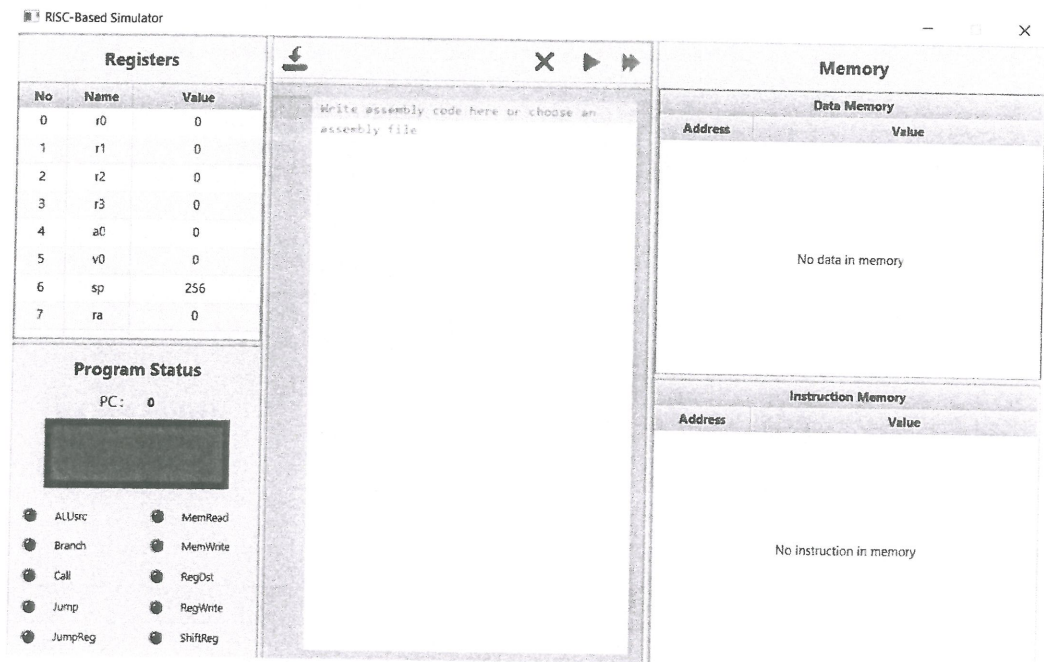 RISC-Based Simulator
Registers
No Name Value
0 r0 0
1 r1 0
2 r2 0
3 r3 0
4 a0 0
5 v0 0
6 sp 256
7 ra 0
Program Status
PC: 0
ALUsrc MemRead
Branch MemWrite
Call RegDst
Jump RegWrite
JumpReg ShiftReg
Write assembly code here or choose an
assembly file
Memory
Data Memory
Address Value
No data in memory
Instruction Memory
Address Value
No instruction in memory